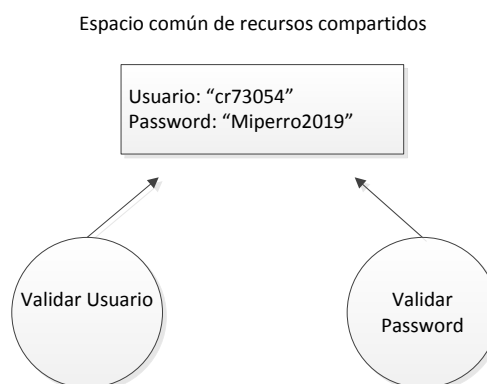 Espacio común de recursos compartidos
Usuario: “cr73054”
Password: “Miperro2019”
Validar Usuario
Validar
Password